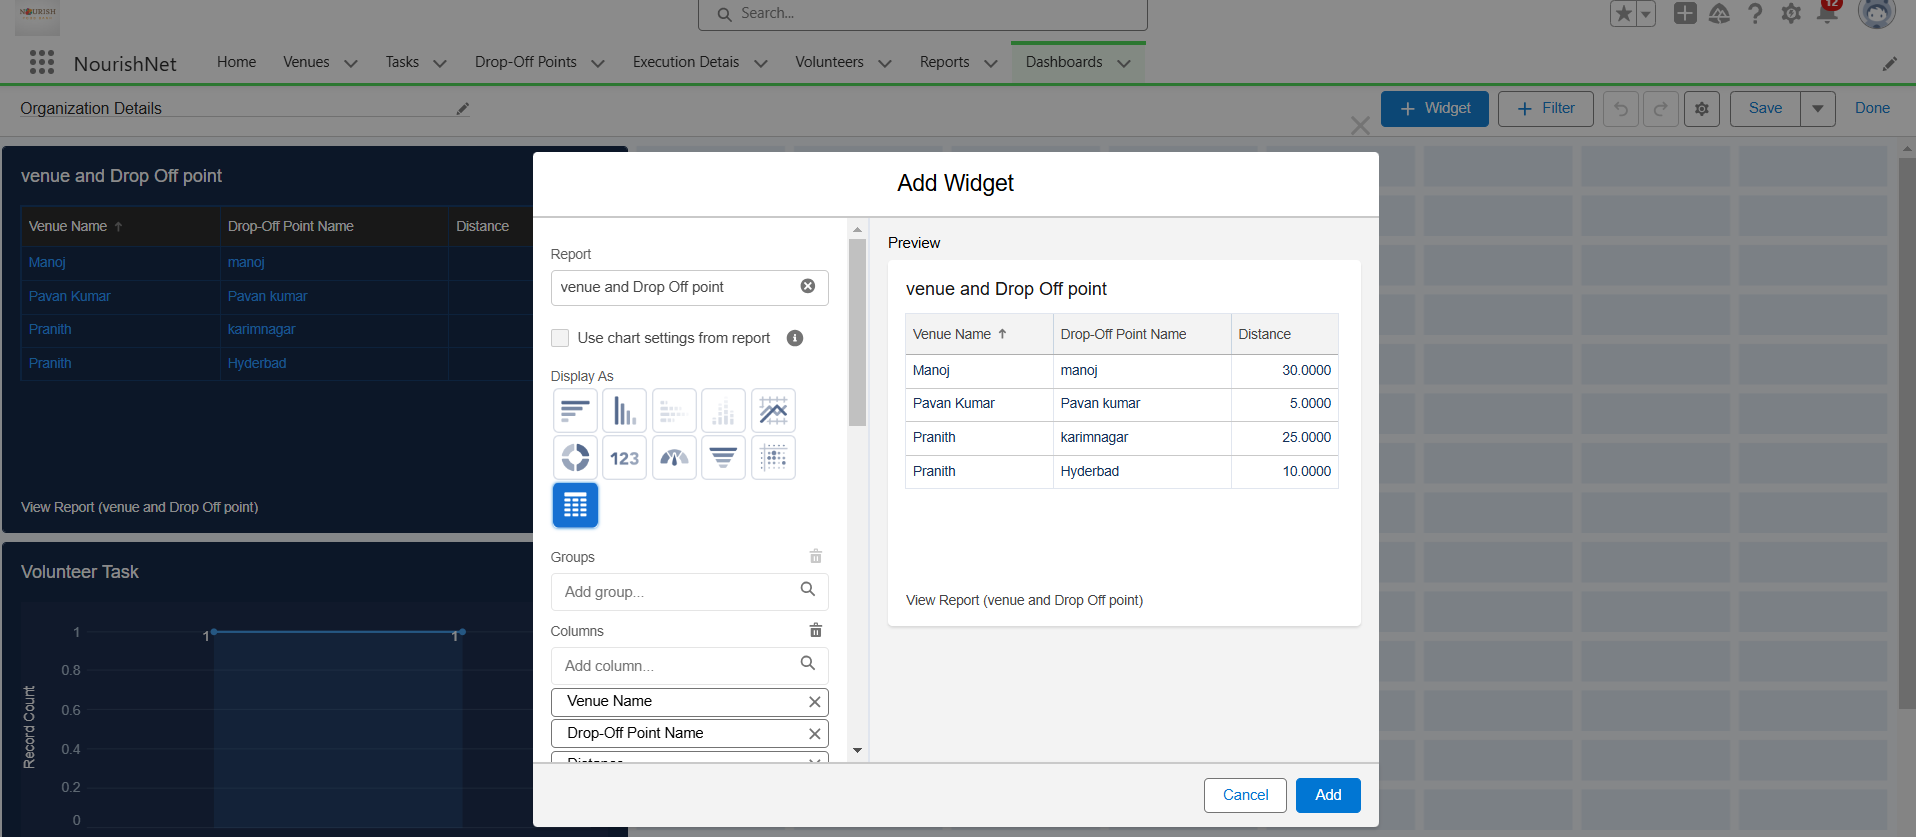 NOURISH
Search...
12
NourishNet
Home
Venues
Tasks
Drop-Off Points
Execution Detais
Volunteers
Reports
Dashboards
Organization Details
+ Widget
+ Filter
Save
Done
venue and Drop Off point
Venue Name ↑
Drop-Off Point Name
Distance
Manoj
manoj
Pavan Kumar
Pavan kumar
Pranith
karimnagar
Pranith
Hyderbad
View Report (venue and Drop Off point)
Volunteer Task
Record Count
1
0.8
0.6
0.4
0.2
0
1
1
Add Widget
Report
venue and Drop Off point
Use chart settings from report
Display As
123
Groups
Add group...
Columns
Add column...
Venue Name
Drop-Off Point Name
Distance
Preview
venue and Drop Off point
Venue Name ↑
Drop-Off Point Name
Distance
Manoj
manoj
30.0000
Pavan Kumar
Pavan kumar
5.0000
Pranith
karimnagar
25.0000
Pranith
Hyderbad
10.0000
View Report (venue and Drop Off point)
Cancel
Add